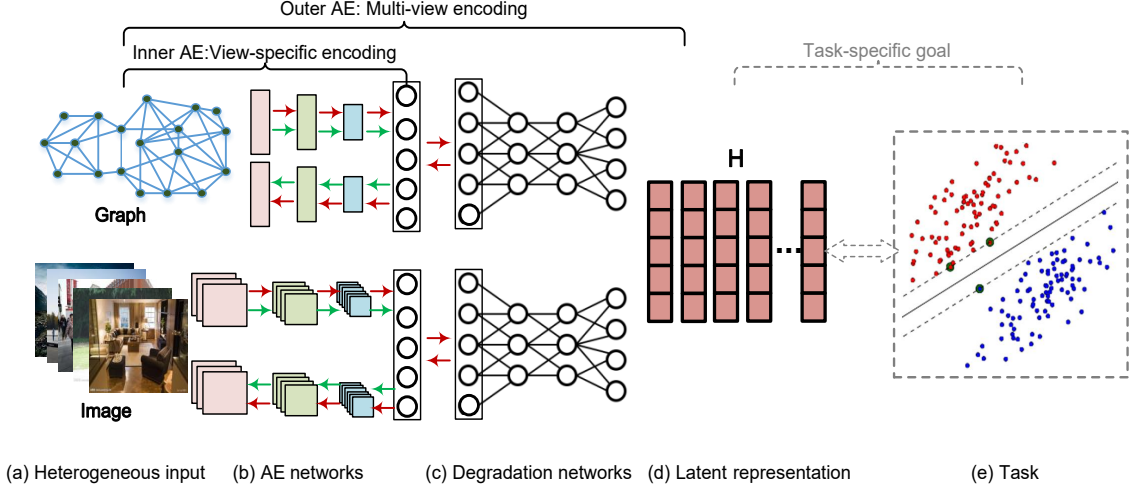 Outer AE: Multi-view encoding
Inner AE:View-specific encoding
Task-specific goal
Graph
H
...
Image
(a) Heterogeneous input
(b) AE networks
(c) Degradation networks
(d) Latent representation
(e) Task